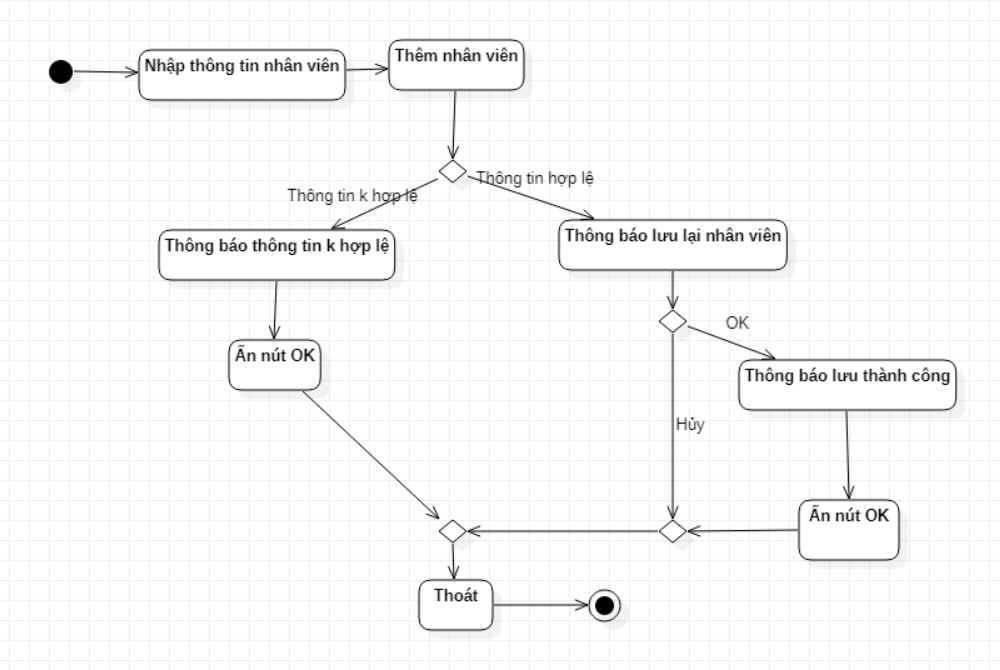 Nhập thông tin nhân viên
Thêm nhân viên
Thông tin k hợp lệ
Thông tin hợp lệ
Thông báo thông tin k hợp lệ
Thông báo lưu lại nhân viên
OK
Ấn nút OK
Thông báo lưu thành công
Hủy
Ấn nút OK
Thoát